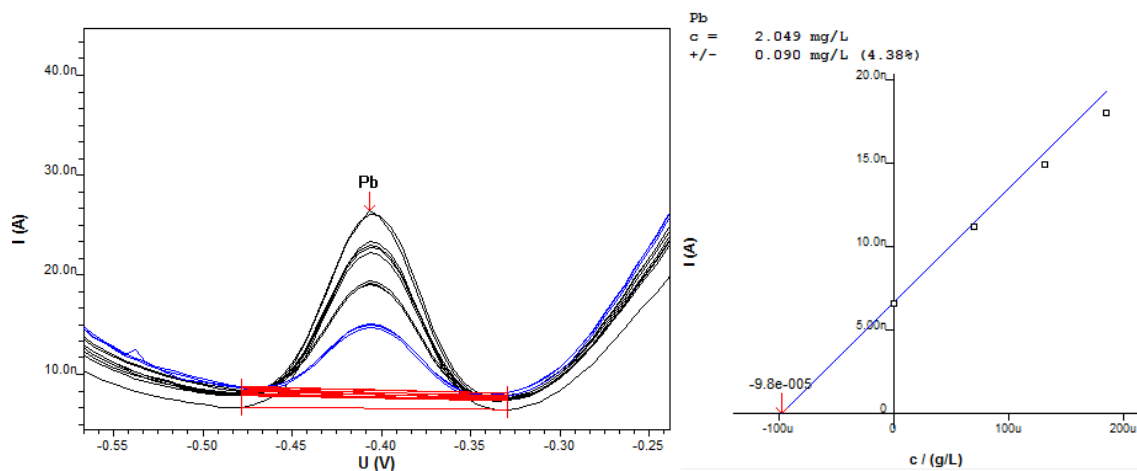 40.0n
30.0n
20.0n
10.0n
I (A)
Pb
-0.55
-0.50
-0.45
-0.40
-0.35
-0.30
-0.25
U (V)
Pb
c = 2.049 mg/L
+/- 0.090 mg/L (4.38%)
20.0n
15.0n
10.0n
5.00n
0
I (A)
-9.8e-005
-100u
0
100u
200u
c / (g/L)